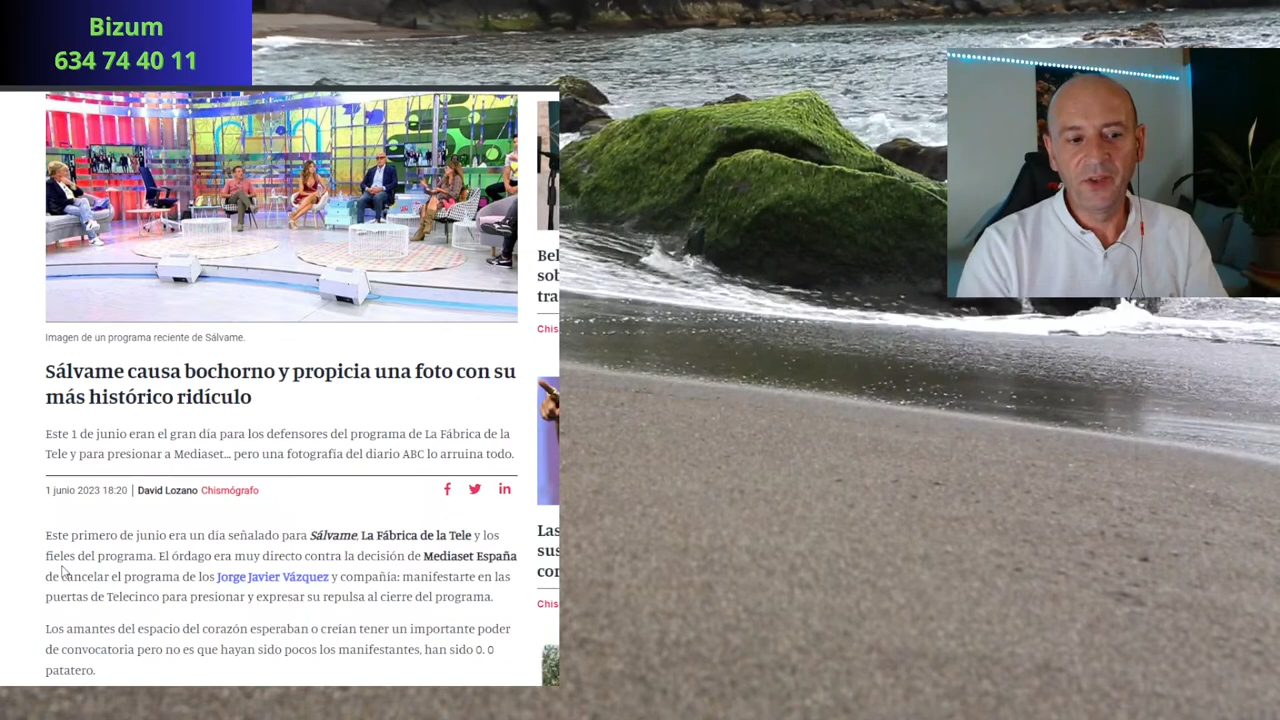 Bizum
634 74 40 11
Imagen de un programa reciente de Sálvame.
Sálvame causa bochorno y propicia una foto con su
más histórico ridículo
Este 1 de junio eran el gran día para los defensores del programa de La Fábrica de la
Tele y para presionar a Mediaset... pero una fotografía del diario ABC lo arruina todo.
1 junio 2023 18:20 | David Lozano Chismógrafo
Este primero de junio era un día señalado para Sálvame, La Fábrica de la Tele y los
fieles del programa. El órdago era muy directo contra la decisión de Mediaset España
de cancelar el programa de los Jorge Javier Vázquez y compañía: manifestarte en las
puertas de Telecinco para presionar y expresar su repulsa al cierre del programa.
Los amantes del espacio del corazón esperaban o creían tener un importante poder
de convocatoria pero no es que hayan sido pocos los manifestantes, han sido 0. 0
patatero.
Bel
sob
tra
Chis
Las
sus
con
Chis